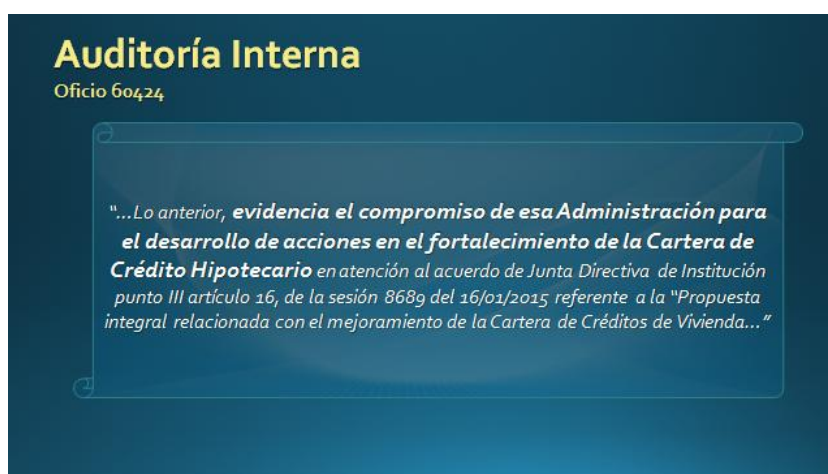 Auditoría Interna
Oficio 60424
“...Lo anterior, evidencia el compromiso de esa Administración para
el desarrollo de acciones en el fortalecimiento de la Cartera de
Crédito Hipotecario en atención al acuerdo de Junta Directiva de Institución
punto III artículo 16, de la sesión 8689 del 16/01/2015 referente a la “Propuesta
integral relacionada con el mejoramiento de la Cartera de Créditos de Vivienda...”